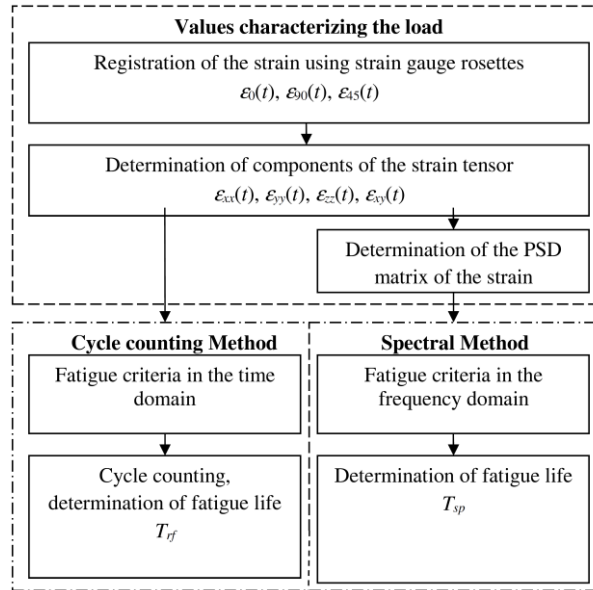 Values characterizing the load
Registration of the strain using strain gauge rosettes
ε0(t), ε90(t), ε45(t)
Determination of components of the strain tensor
εxx(t), εyy(t), εzz(t), εxy(t)
Determination of the PSD
matrix of the strain
Cycle counting Method
Fatigue criteria in the time
domain
Cycle counting,
determination of fatigue life
Trf
Spectral Method
Fatigue criteria in the
frequency domain
Determination of fatigue life
Tsp